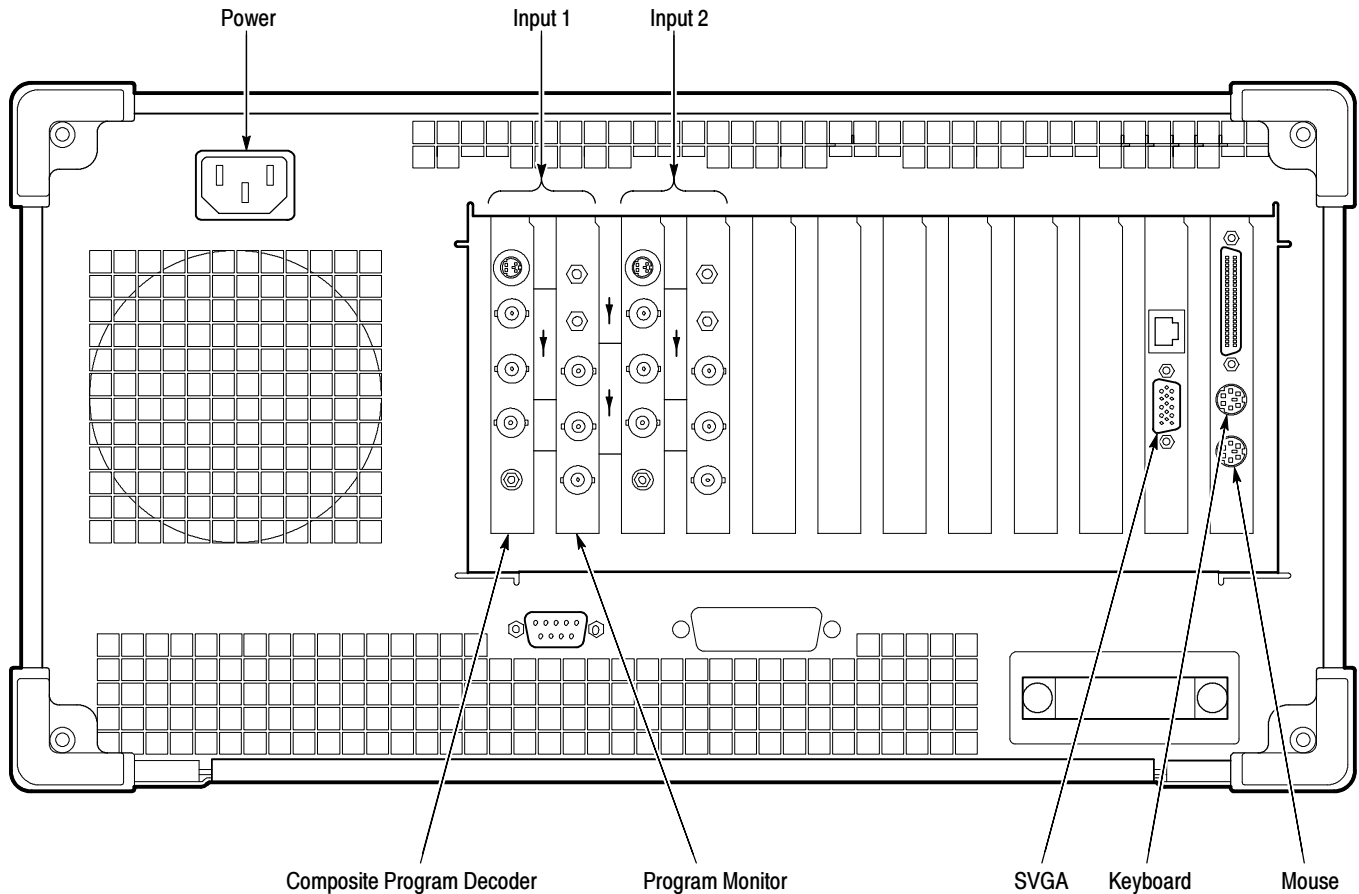 Power
Input 1
Input 2
Composite Program Decoder
Program Monitor
SVGA
Keyboard
Mouse